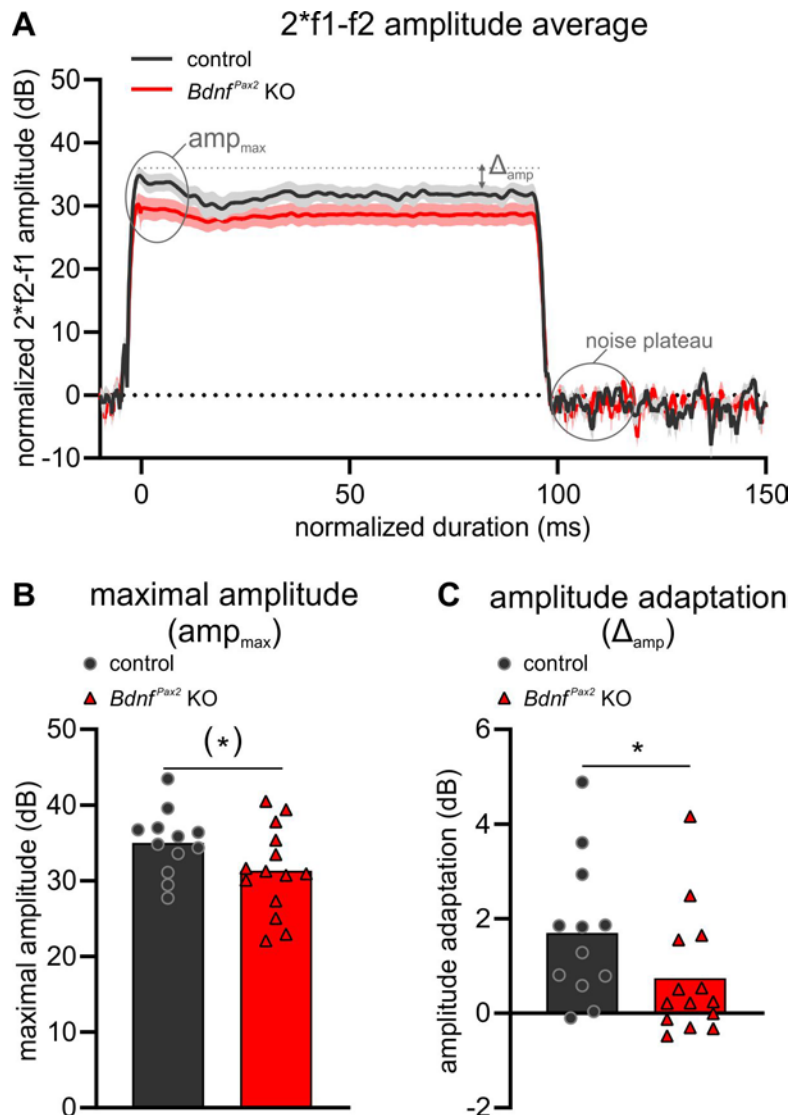 A
2*f1-f2 amplitude average
control
Bdnf^Pax2 KO
normalized 2*f2-f1 amplitude (dB)
50
40
30
20
10
0
-10
amp_max
Δ_amp
noise plateau
0
50
100
150
normalized duration (ms)
B
maximal amplitude
(amp_max)
control
Bdnf^Pax2 KO
maximal amplitude (dB)
50
40
30
20
10
0
(*)
C
amplitude adaptation
(Δ_amp)
control
Bdnf^Pax2 KO
amplitude adaptation (dB)
6
4
2
0
-2
*